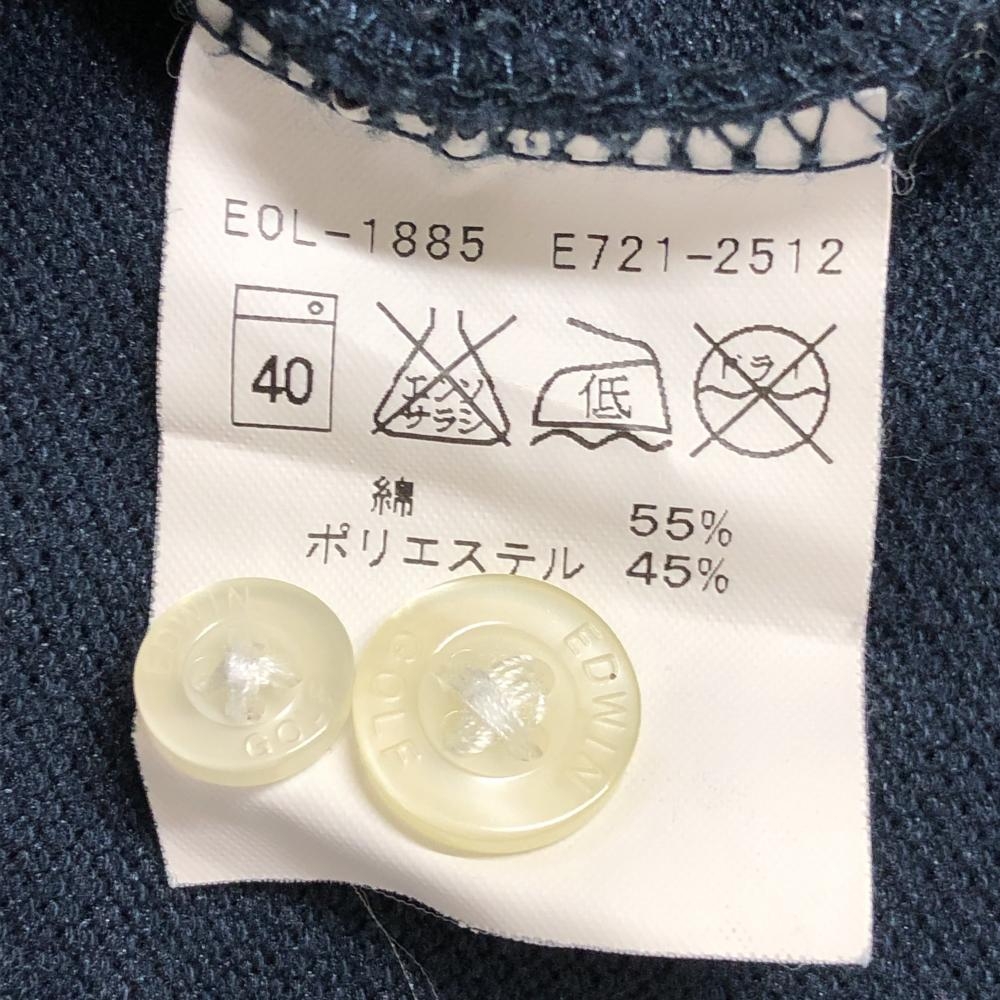 EOL-1885 E721-2512
40
エンソ
サラシ
低
ドライ
綿 55%
ポリエステル 45%
EDWIN
GOLF
EDWIN
GOLF